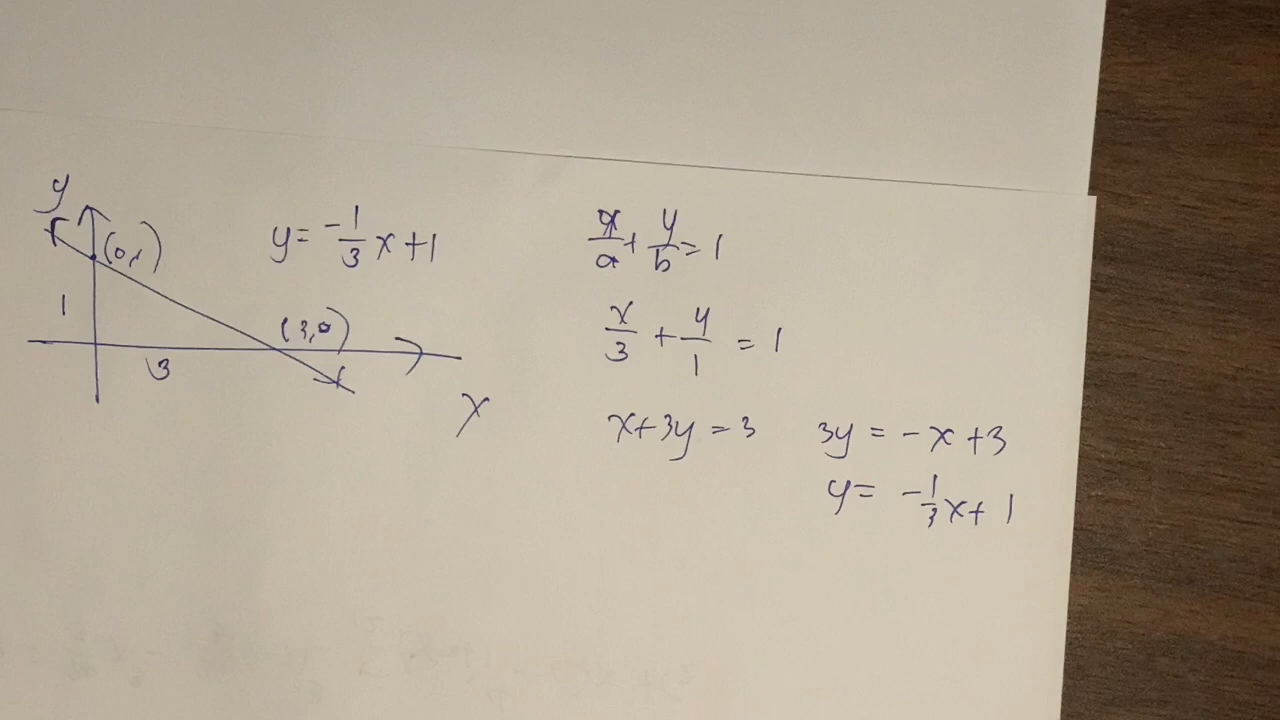 y
(0,1)
1
3
(3,0)
x
y = -1/3 x + 1
x/a + y/b = 1
x/3 + y/1 = 1
x + 3y = 3
3y = -x + 3
y = -1/3 x + 1